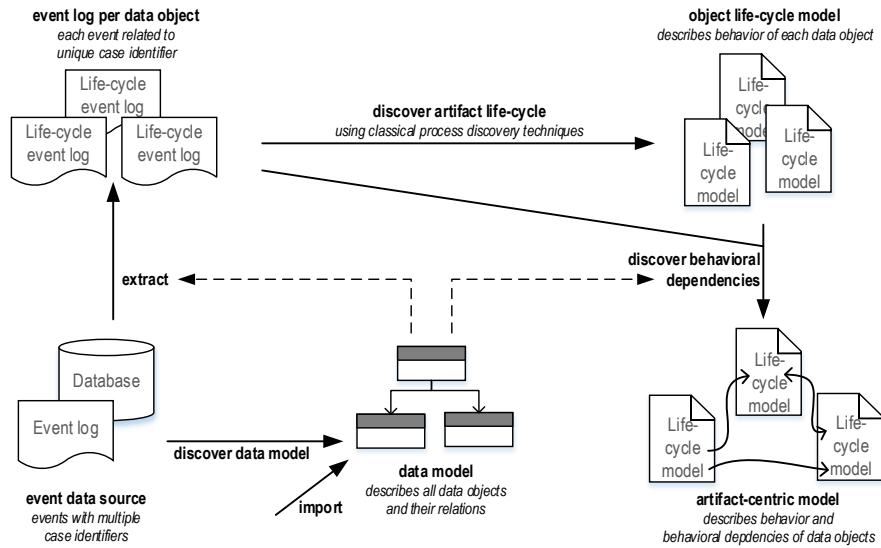 event log per data object
each event related to
unique case identifier
Life-cycle
event log
Life-cycle
event log
Life-cycle
event log
discover artifact life-cycle
using classical process discovery techniques
object life-cycle model
describes behavior of each data object
Life-
cycle
model
Life-
cycle
model
Life-
cycle
model
extract
discover behavioral
dependencies
Database
Event log
discover data model
import
event data source
events with multiple
case identifiers
data model
describes all data objects
and their relations
Life-
cycle
model
Life-
cycle
model
Life-
cycle
model
artifact-centric model
describes behavior and
behavioral depdencies of data objects